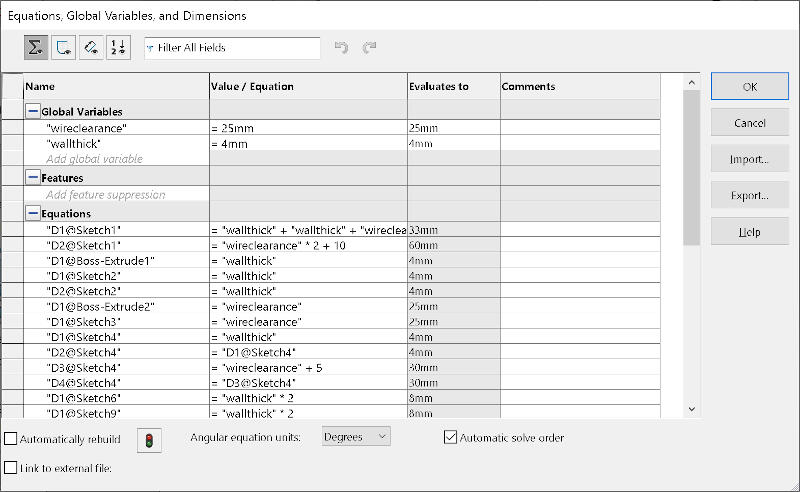 Equations, Global Variables, and Dimensions
Filter All Fields
Name Value / Equation Evaluates to Comments
Global Variables
"wireclearance" = 25mm 25mm
"wallthick" = 4mm 4mm
Add global variable
Features
Add feature suppression
Equations
"D1@Sketch1" = "wallthick" + "wallthick" + "wireclea 33mm
"D2@Sketch1" = "wireclearance" * 2 + 10 60mm
"D1@Boss-Extrude1" = "wallthick" 4mm
"D1@Sketch2" = "wallthick" 4mm
"D2@Sketch2" = "wallthick" 4mm
"D1@Boss-Extrude2" = "wireclearance" 25mm
"D1@Sketch3" = "wireclearance" 25mm
"D1@Sketch4" = "wallthick" 4mm
"D2@Sketch4" = "D1@Sketch4" 4mm
"D3@Sketch4" = "wireclearance" + 5 30mm
"D4@Sketch4" = "D3@Sketch4" 30mm
"D1@Sketch6" = "wallthick" * 2 8mm
"D1@Sketch9" = "wallthick" * 2 8mm
OK
Cancel
Import...
Export...
Help
Automatically rebuild Angular equation units: Degrees Automatic solve order
Link to external file: